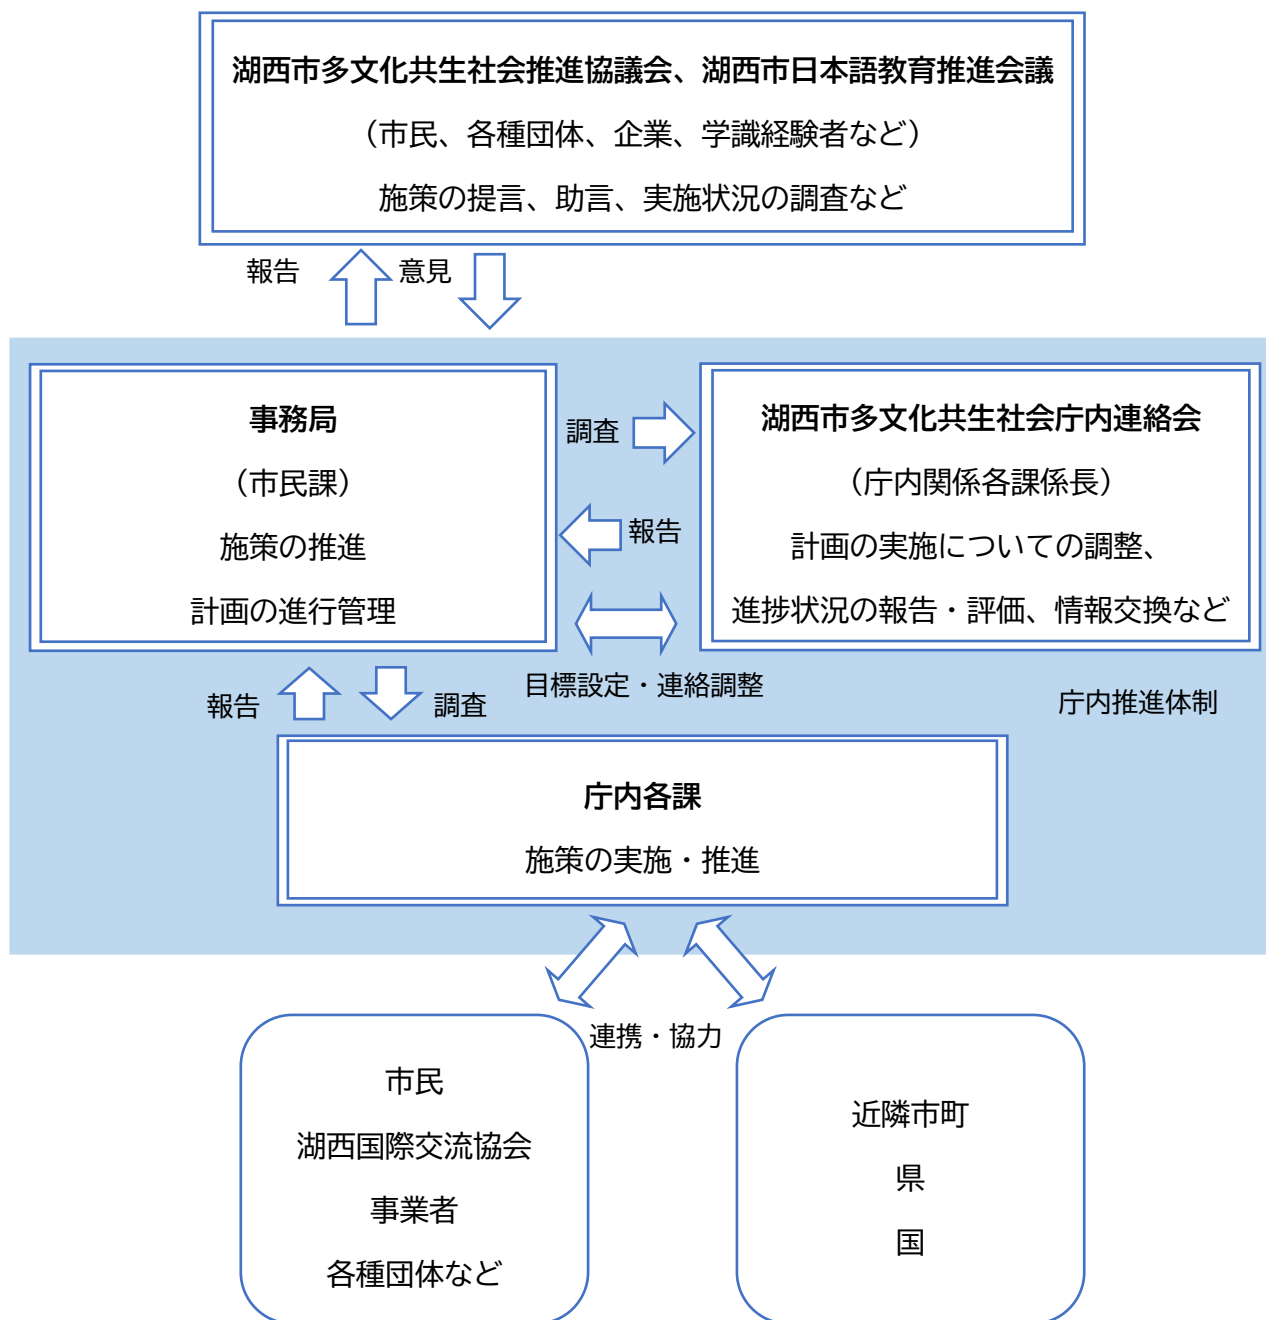 湖西市多文化共生社会推進協議会、湖西市日本語教育推進会議
（市民、各種団体、企業、学識経験者など）
施策の提言、助言、実施状況の調査など
報告
意見
事務局
（市民課）
施策の推進
計画の進行管理
調査
報告
目標設定・連絡調整
湖西市多文化共生社会庁内連絡会
（庁内関係各課係長）
計画の実施についての調整、
進捗状況の報告・評価、情報交換など
報告
調査
庁内推進体制
庁内各課
施策の実施・推進
連携・協力
市民
湖西国際交流協会
事業者
各種団体など
近隣市町
県
国